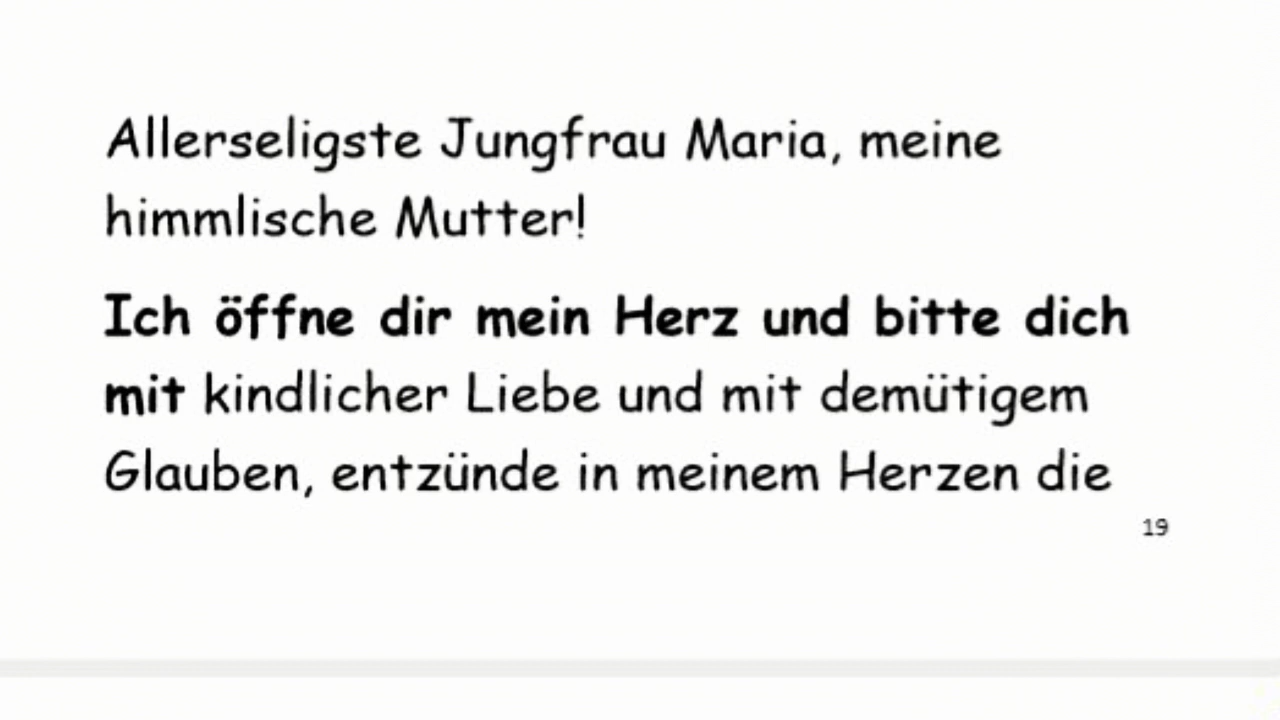 Allerseligste Jungfrau Maria, meine
himmlische Mutter!
Ich öffne dir mein Herz und bitte dich
mit kindlicher Liebe und mit demütigem
Glauben, entzünde in meinem Herzen die
19